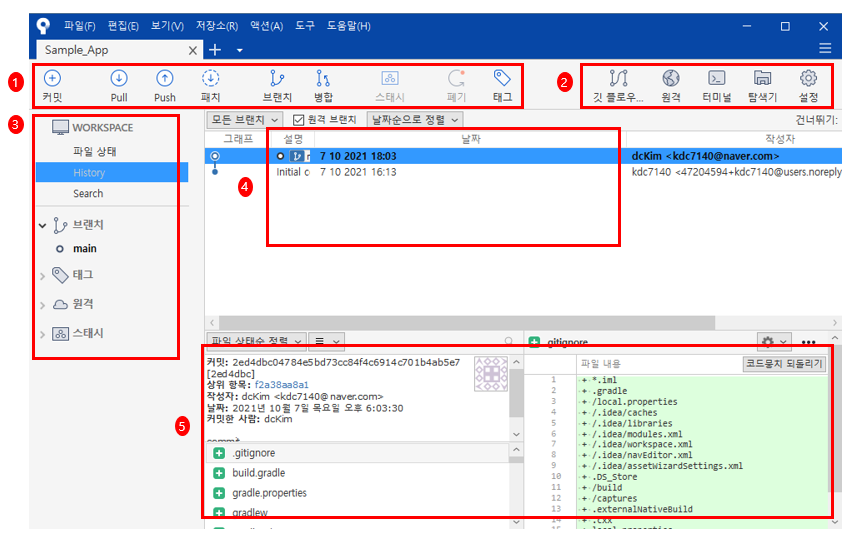 파일(F) 편집(E) 보기(V) 저장소(R) 액션(A) 도구 도움말(H)
Sample_App
1
커밋 Pull Push 패치 브랜치 병합 스태시 폐기 태그
2
깃 플로우... 원격 터미널 탐색기 설정
3
WORKSPACE
파일 상태
History
Search
브랜치
main
태그
원격
스태시
모든 브랜치 원격 브랜치 날짜순으로 정렬 건너뛰기:
그래프 설명 날짜 작성자
7 10 2021 18:03 dcKim <kdc7140@naver.com>
Initial c 7 10 2021 16:13 kdc7140 <47204594+kdc7140@users.noreply
4
파일 상태순 정렬
5
커밋: 2ed4dbc04784e5bd73cc84f4c6914c701b4ab5e7
[2ed4dbc]
상위 항목: f2a38aa8a1
작성자: dcKim <kdc7140@naver.com>
날짜: 2021년 10월 7일 목요일 오후 6:03:30
커밋한 사람: dcKim
commit
.gitignore
build.gradle
gradle.properties
gradlew
.gitignore
파일 내용 코드뭉치 되돌리기
1 + *.iml
2 + .gradle
3 + /local.properties
4 + /.idea/caches
5 + /.idea/libraries
6 + /.idea/modules.xml
7 + /.idea/workspace.xml
8 + /.idea/navEditor.xml
9 + /.idea/assetWizardSettings.xml
10 + .DS_Store
11 + /build
12 + /captures
13 + .externalNativeBuild
14 + .cxx
15 + local.properties